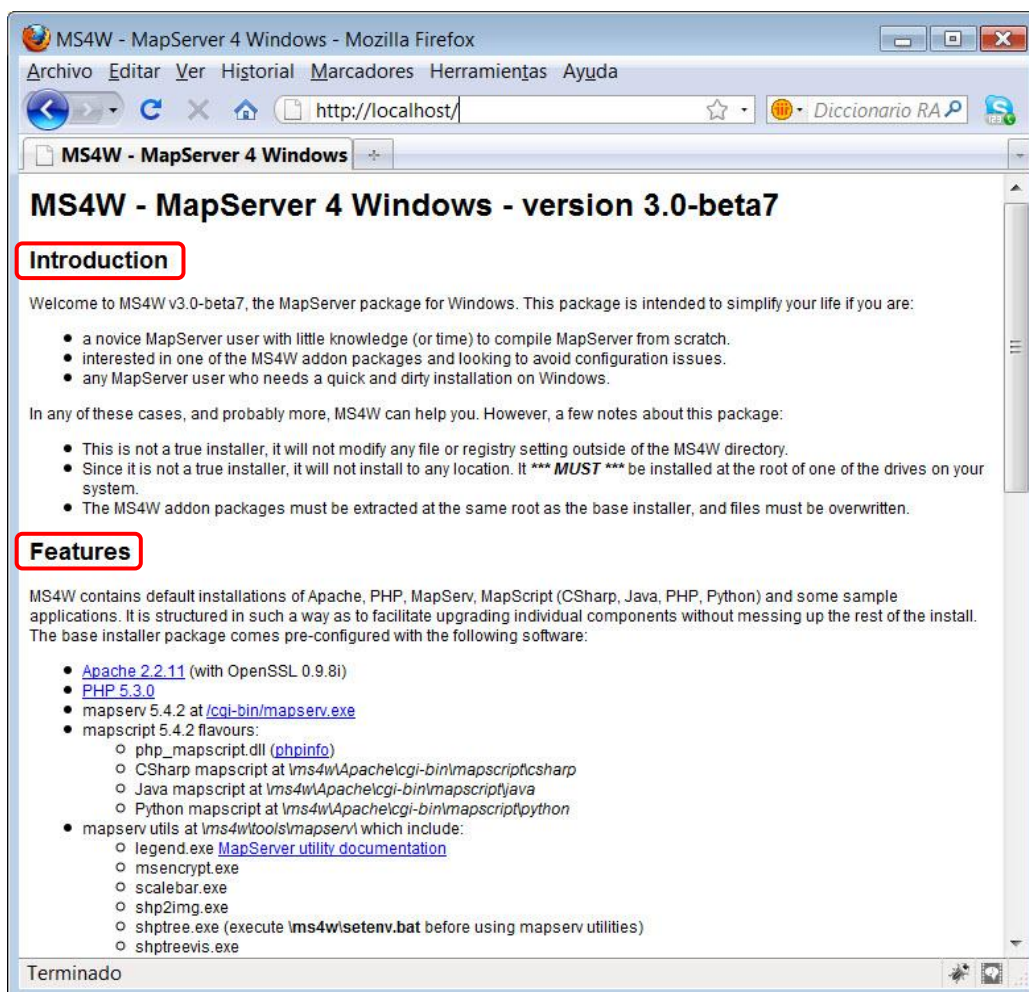 MS4W - MapServer 4 Windows - Mozilla Firefox
Archivo Editar Ver Historial Marcadores Herramientas Ayuda
http://localhost/
Diccionario RA
MS4W - MapServer 4 Windows
MS4W - MapServer 4 Windows - version 3.0-beta7
Introduction
Welcome to MS4W v3.0-beta7, the MapServer package for Windows. This package is intended to simplify your life if you are:
a novice MapServer user with little knowledge (or time) to compile MapServer from scratch.
interested in one of the MS4W addon packages and looking to avoid configuration issues.
any MapServer user who needs a quick and dirty installation on Windows.
In any of these cases, and probably more, MS4W can help you. However, a few notes about this package:
This is not a true installer, it will not modify any file or registry setting outside of the MS4W directory.
Since it is not a true installer, it will not install to any location. It *** MUST *** be installed at the root of one of the drives on your
system.
The MS4W addon packages must be extracted at the same root as the base installer, and files must be overwritten.
Features
MS4W contains default installations of Apache, PHP, MapServ, MapScript (CSharp, Java, PHP, Python) and some sample
applications. It is structured in such a way as to facilitate upgrading individual components without messing up the rest of the install.
The base installer package comes pre-configured with the following software:
Apache 2.2.11 (with OpenSSL 0.9.8i)
PHP 5.3.0
mapserv 5.4.2 at /cgi-bin/mapserv.exe
mapscript 5.4.2 flavours:
php_mapscript.dll (phpinfo)
CSharp mapscript at \ms4w\Apache\cgi-bin\mapscript\csharp
Java mapscript at \ms4w\Apache\cgi-bin\mapscript\java
Python mapscript at \ms4w\Apache\cgi-bin\mapscript\python
mapserv utils at \ms4w\tools\mapserv\ which include:
legend.exe MapServer utility documentation
msencrypt.exe
scalebar.exe
shp2img.exe
shptree.exe (execute \ms4w\setenv.bat before using mapserv utilities)
shptreevis.exe
Terminado